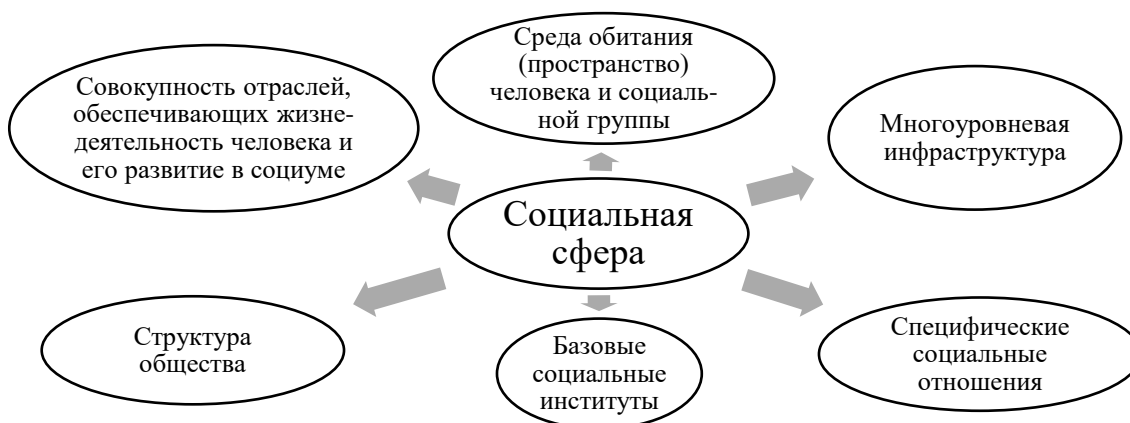 Среда обитания
(пространство)
человека и социаль-
ной группы
Совокупность отраслей,
обеспечивающих жизне-
деятельность человека и
его развитие в социуме
Многоуровневая
инфраструктура
Социальная
сфера
Структура
общества
Базовые
социальные
институты
Специфические
социальные
отношения